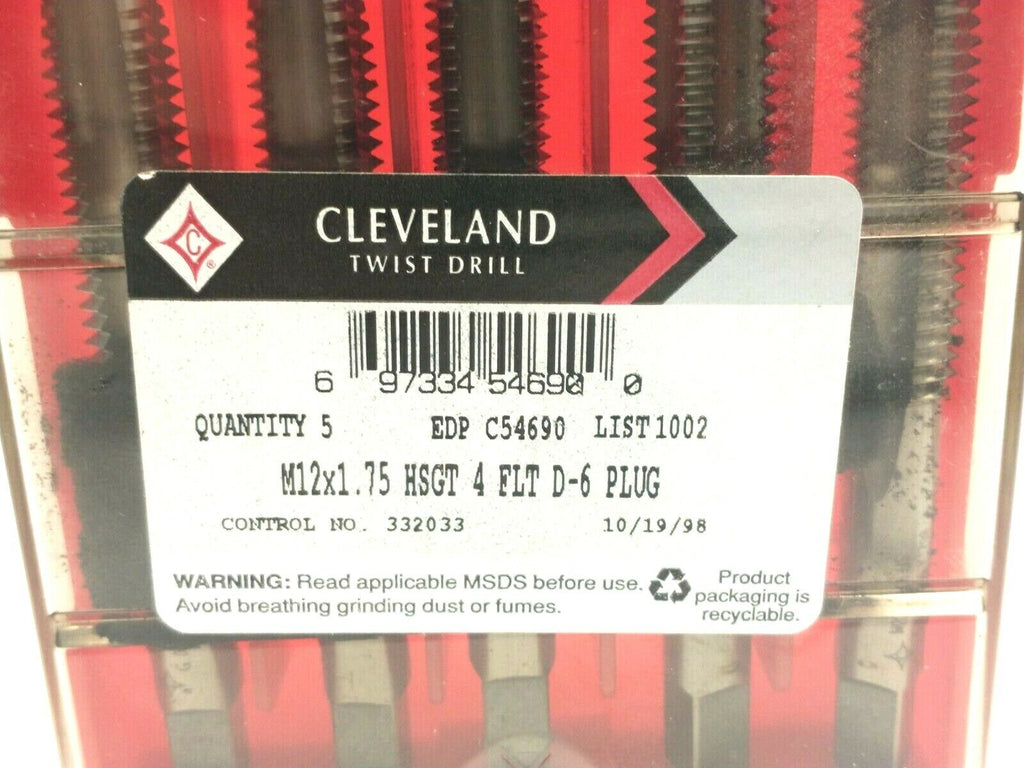 C ®
CLEVELAND
TWIST DRILL
6 97334 54690 0
QUANTITY 5 EDP C54690 LIST 1002
M12x1.75 HSGT 4 FLT D-6 PLUG
CONTROL NO. 332033 10/19/98
WARNING: Read applicable MSDS before use.
Avoid breathing grinding dust or fumes.
Product
packaging is
recyclable.